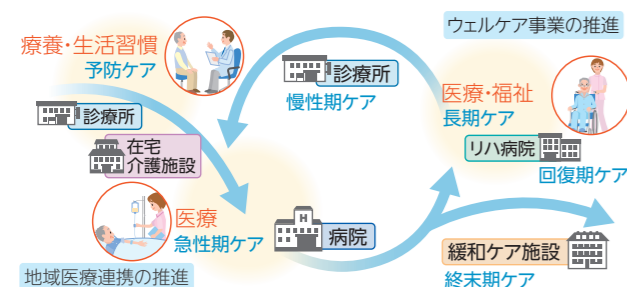 療養・生活習慣
予防ケア
診療所
在宅
介護施設
医療
急性期ケア
地域医療連携の推進
診療所
慢性期ケア
H
病院
ウェルケア事業の推進
医療・福祉
長期ケア
リハ病院
回復期ケア
緩和ケア施設
終末期ケア